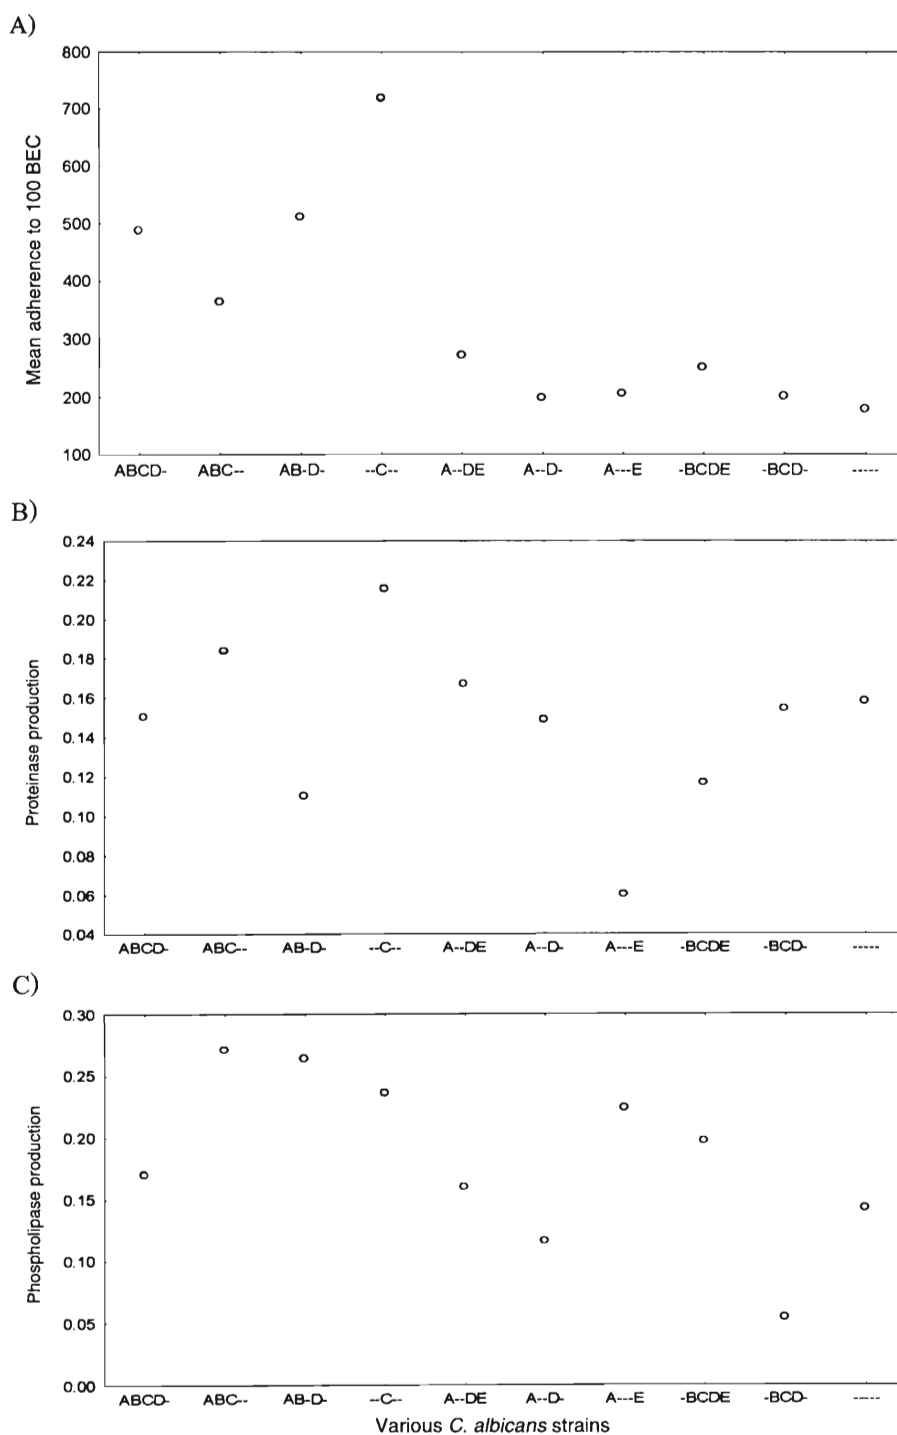 A)
800
700
600
500
400
300
200
100
Mean adherence to 100 BEC
ABCD- ABC-- AB-D- --C-- A--DE A--D- A---E -BCDE -BCD- -----
B)
0.24
0.22
0.20
0.18
0.16
0.14
0.12
0.10
0.08
0.06
0.04
Proteinase production
ABCD- ABC-- AB-D- --C-- A--DE A--D- A---E -BCDE -BCD- -----
C)
0.30
0.25
0.20
0.15
0.10
0.05
0.00
Phospholipase production
ABCD- ABC-- AB-D- --C-- A--DE A--D- A---E -BCDE -BCD- -----
Various C. albicans strains